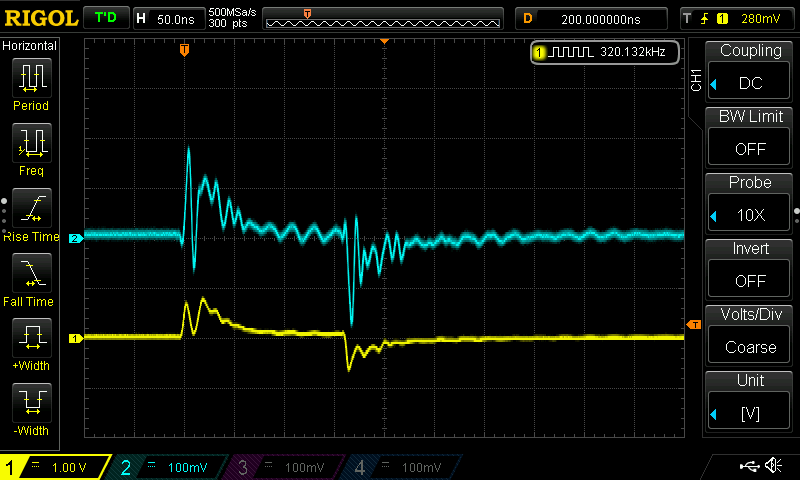 RIGOL T'D H 50.0ns 500MSa/s
300 pts T D 200.000000ns T 1 280mV
Horizontal
1 320.132kHz
Period
Freq
Rise Time
Fall Time
+Width
-Width
T
2
1
T
CH1
Coupling
DC
BW Limit
OFF
Probe
10X
Invert
OFF
Volts/Div
Coarse
Unit
[V]
1 1.00 V 2 100mV 3 100mV 4 100mV